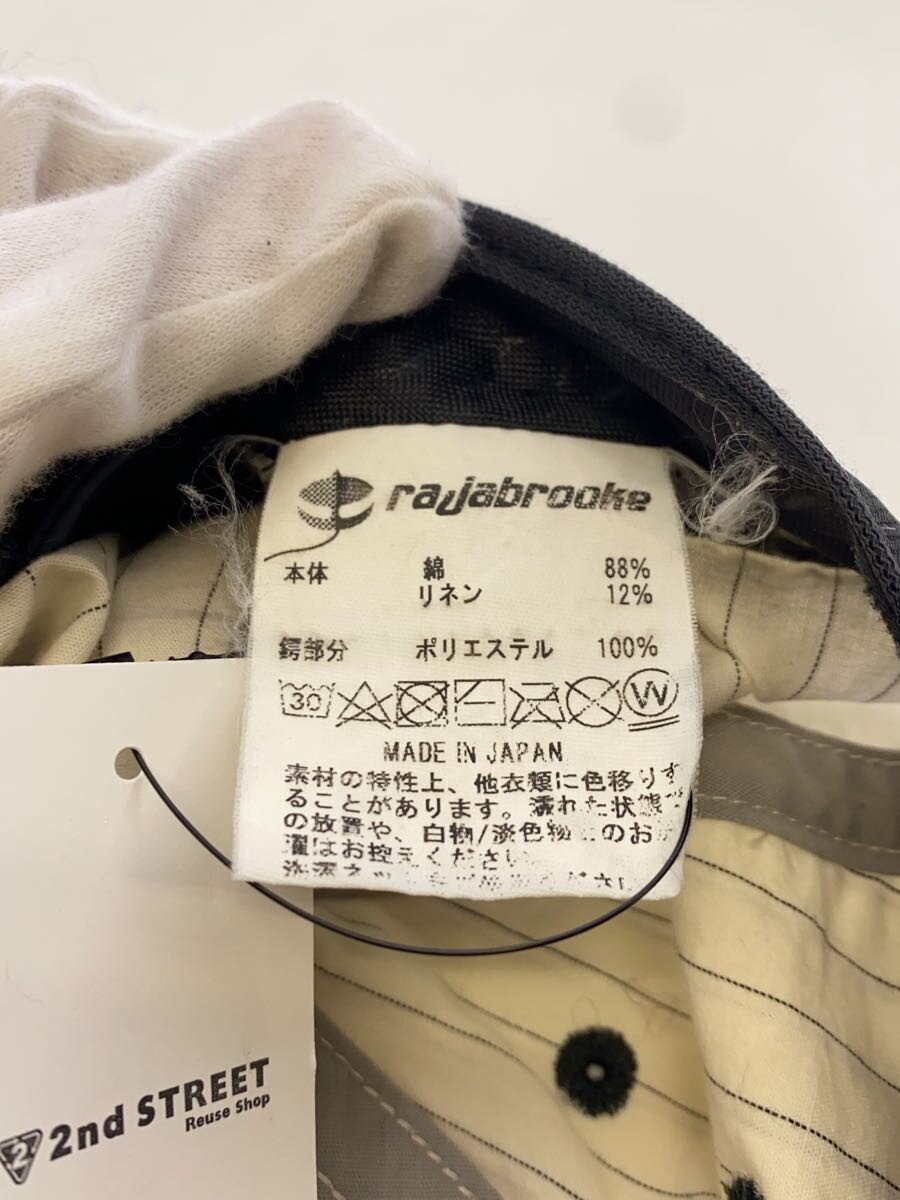 rajabrooke
本体 綿 88%
リネン 12%
鍔部分 ポリエステル 100%
30
W
MADE IN JAPAN
素材の特性上、他衣類に色移りす
ることがあります。濡れた状態で
の放置や、白物/淡色物とのお洗
濯はお控えください
2nd STREET
Reuse Shop